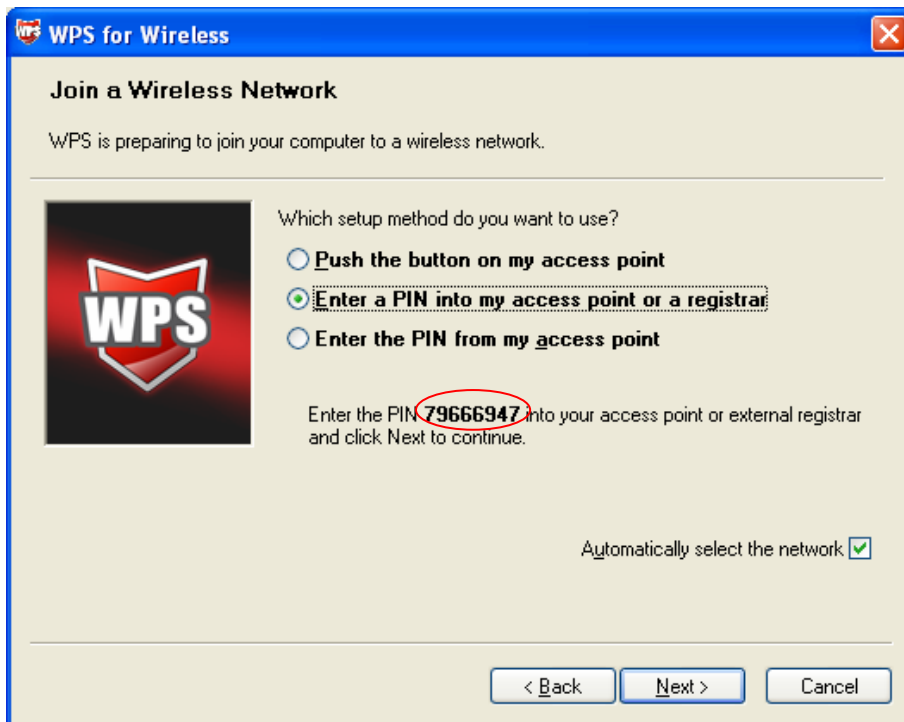 WPS for Wireless
Join a Wireless Network
WPS is preparing to join your computer to a wireless network.
Which setup method do you want to use?
Push the button on my access point
WPS
Enter a PIN into my access point or a registrar
Enter the PIN from my access point
Enter the PIN 79666947 into your access point or external registrar
and click Next to continue.
Automatically select the network
< Back Next > Cancel